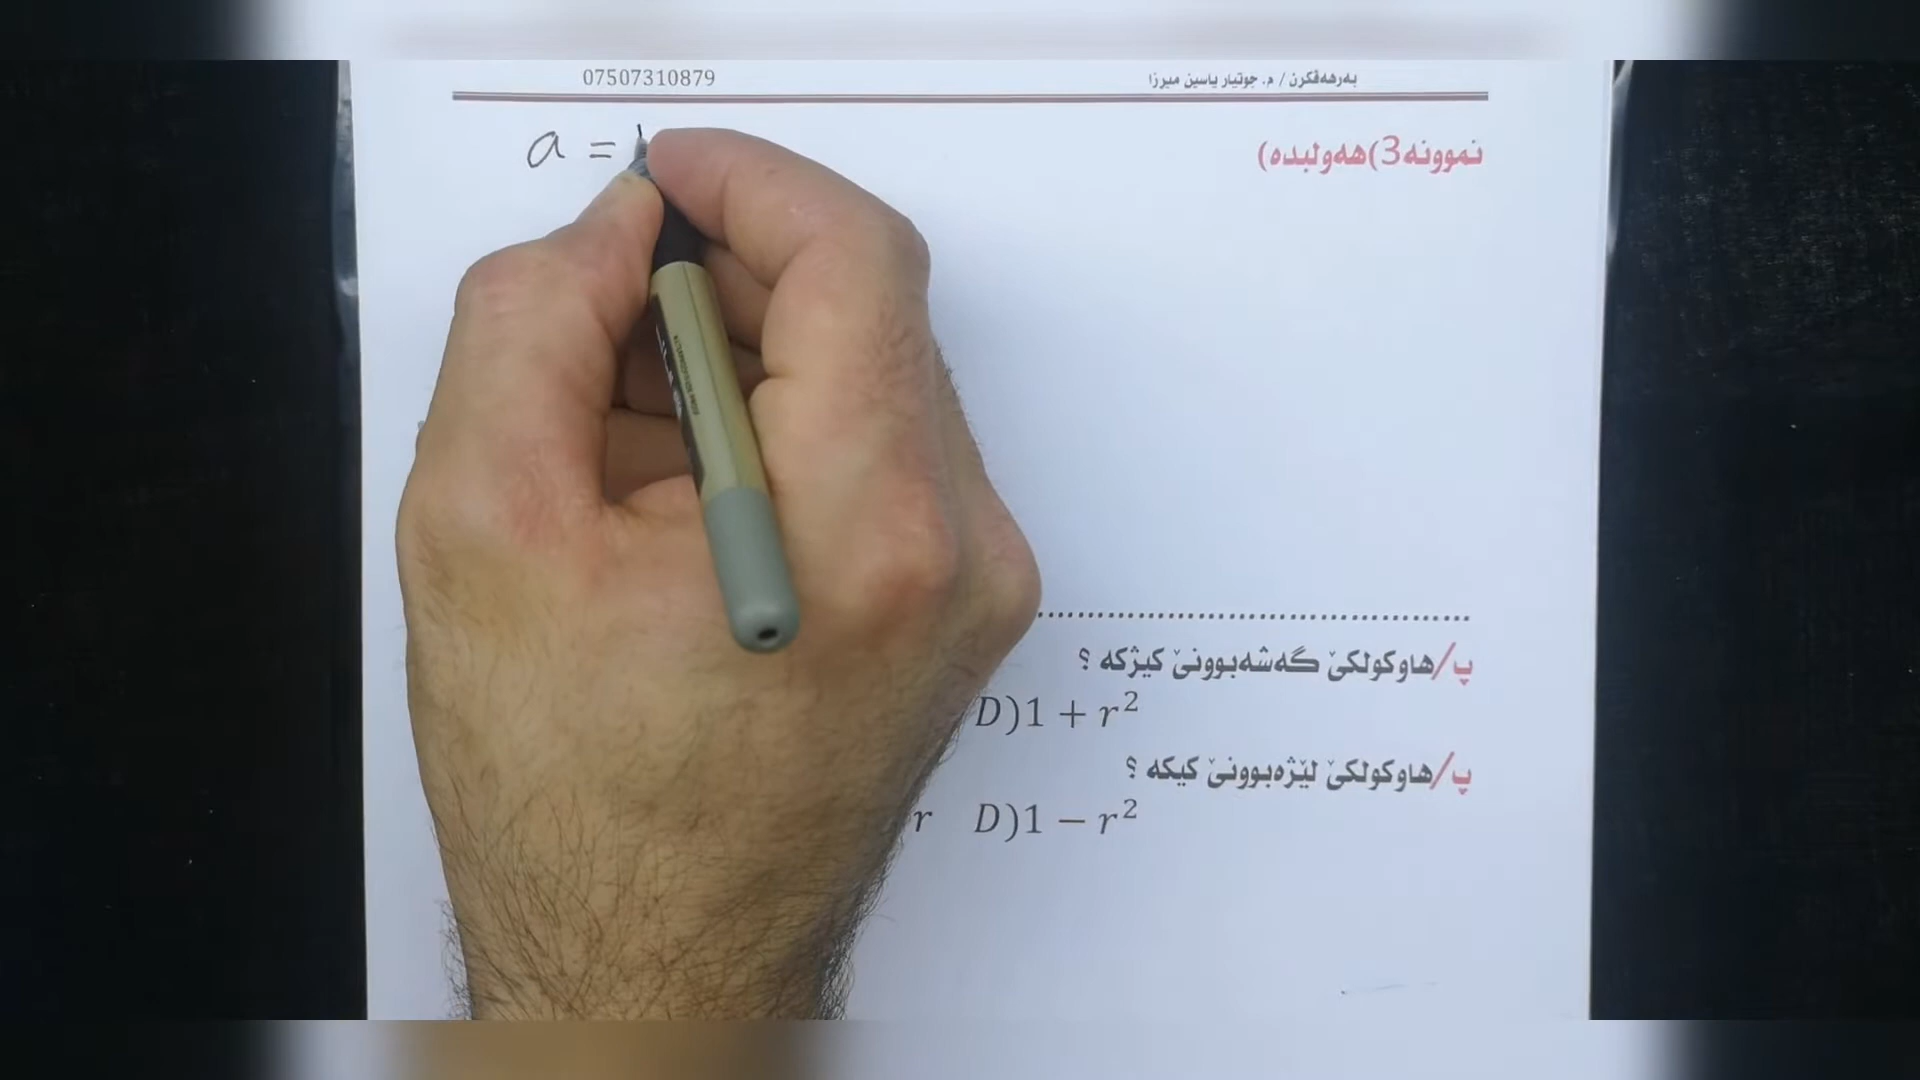 07507310879 بەرهەڤکرن / م. جوتیار یاسین میرزا
نموونە3)هەولبدە)
a =
پ/هاوکولکێ گەشەبوونێ کیژکە ؟
D)1 + r²
پ/هاوکولکێ لێژەبوونێ کیکە ؟
r D)1 − r²